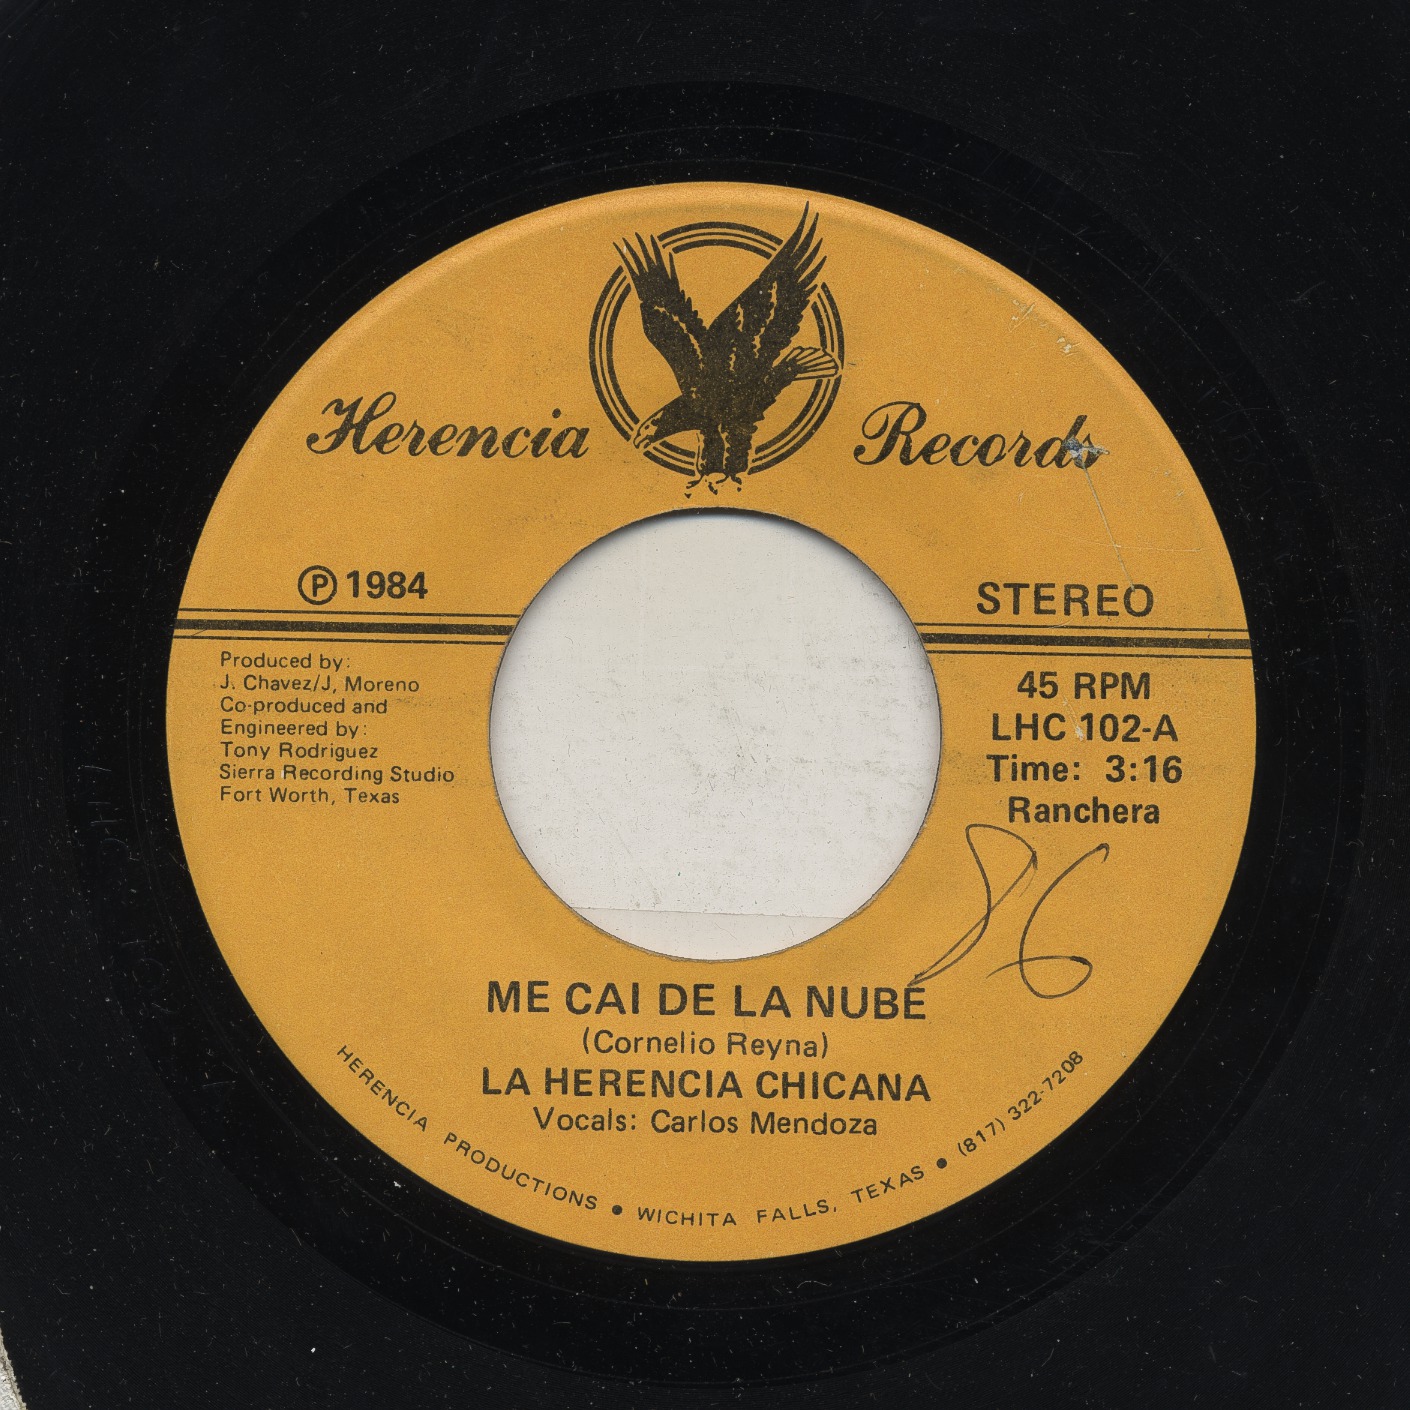 Herencia Records
Ⓟ 1984
STEREO
Produced by:
J. Chavez/J, Moreno
Co-produced and
Engineered by:
Tony Rodriguez
Sierra Recording Studio
Fort Worth, Texas
45 RPM
LHC 102-A
Time: 3:16
Ranchera
86
ME CAI DE LA NUBE
(Cornelio Reyna)
LA HERENCIA CHICANA
Vocals: Carlos Mendoza
HERENCIA PRODUCTIONS • WICHITA FALLS, TEXAS • (817) 322-7208